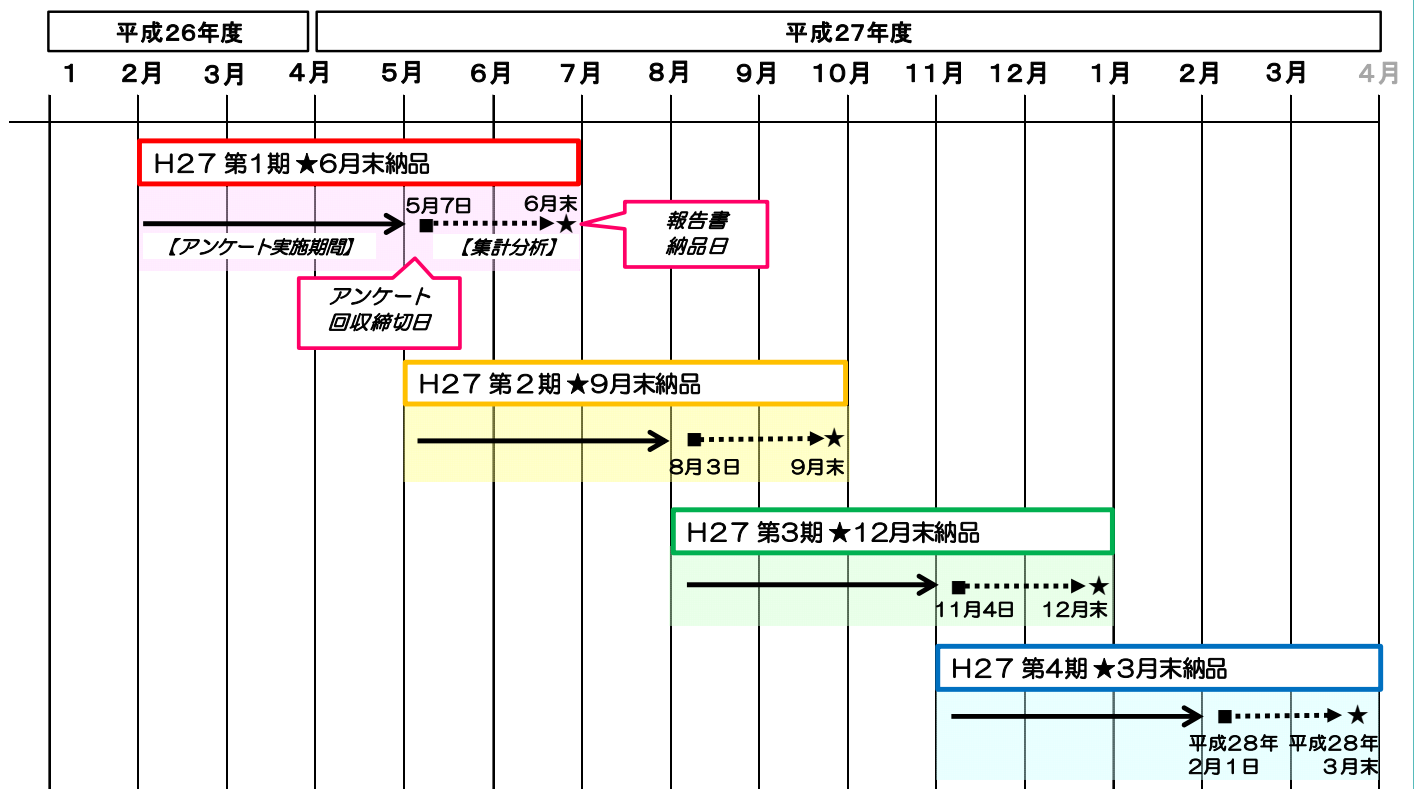 平成26年度
平成27年度
1 2月 3月 4月 5月 6月 7月 8月 9月 10月 11月 12月 1月 2月 3月 4月
H27 第1期 ★6月末納品
5月7日
6月末
【アンケート実施期間】
【集計分析】
報告書
納品日
アンケート
回収締切日
H27 第2期 ★9月末納品
8月3日
9月末
H27 第3期 ★12月末納品
11月4日
12月末
H27 第4期 ★3月末納品
平成28年
2月1日
平成28年
3月末